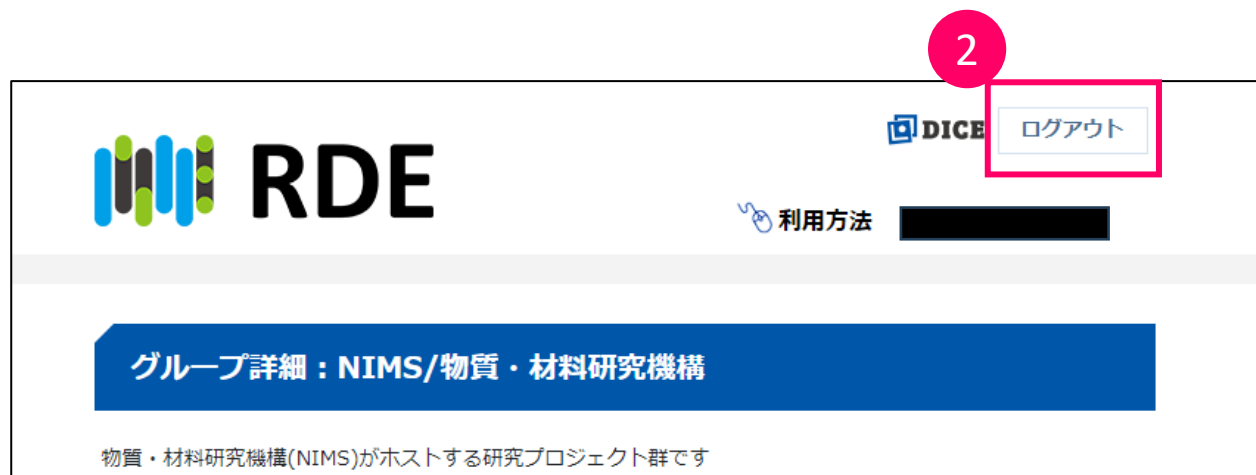 2
DICE ログアウト
RDE
利用方法
グループ詳細：NIMS/物質・材料研究機構
物質・材料研究機構(NIMS)がホストする研究プロジェクト群です